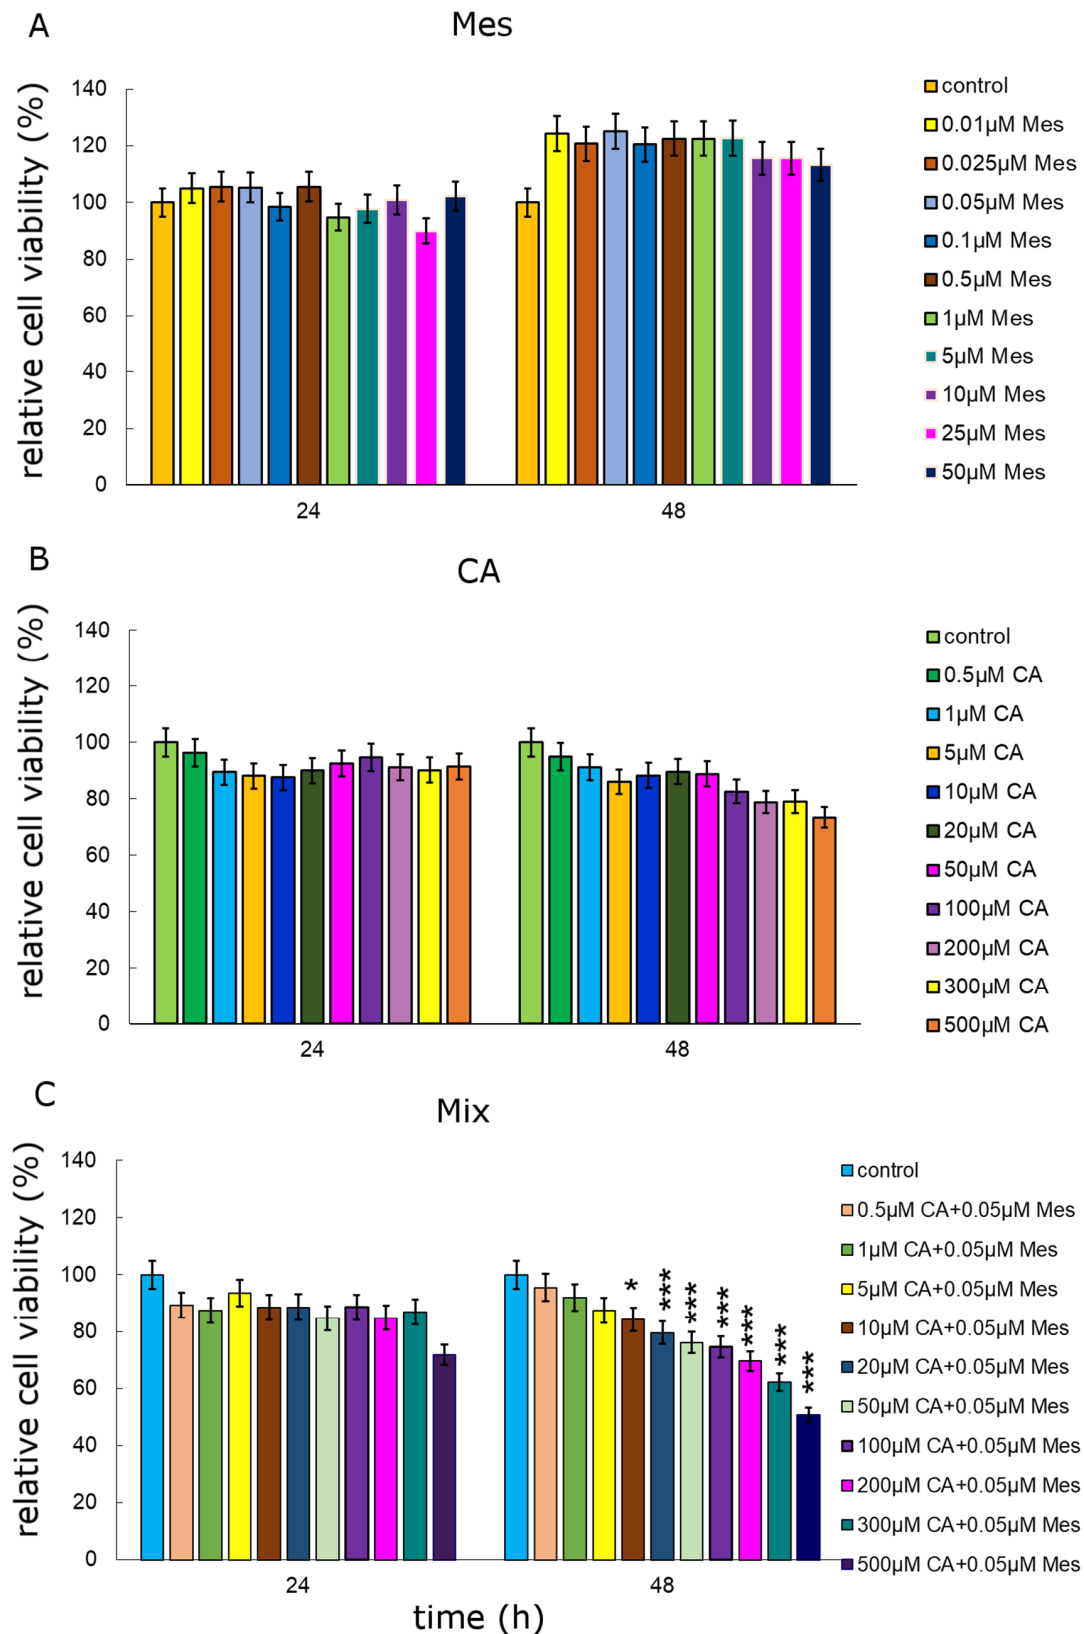 A
Mes
relative cell viability (%)
140
120
100
80
60
40
20
0
24
48
control
0.01µM Mes
0.025µM Mes
0.05µM Mes
0.1µM Mes
0.5µM Mes
1µM Mes
5µM Mes
10µM Mes
25µM Mes
50µM Mes
B
CA
relative cell viability (%)
140
120
100
80
60
40
20
0
24
48
control
0.5µM CA
1µM CA
5µM CA
10µM CA
20µM CA
50µM CA
100µM CA
200µM CA
300µM CA
500µM CA
C
Mix
relative cell viability (%)
140
120
100
80
60
40
20
0
*
***
***
***
***
***
***
24
48
time (h)
control
0.5µM CA+0.05µM Mes
1µM CA+0.05µM Mes
5µM CA+0.05µM Mes
10µM CA+0.05µM Mes
20µM CA+0.05µM Mes
50µM CA+0.05µM Mes
100µM CA+0.05µM Mes
200µM CA+0.05µM Mes
300µM CA+0.05µM Mes
500µM CA+0.05µM Mes